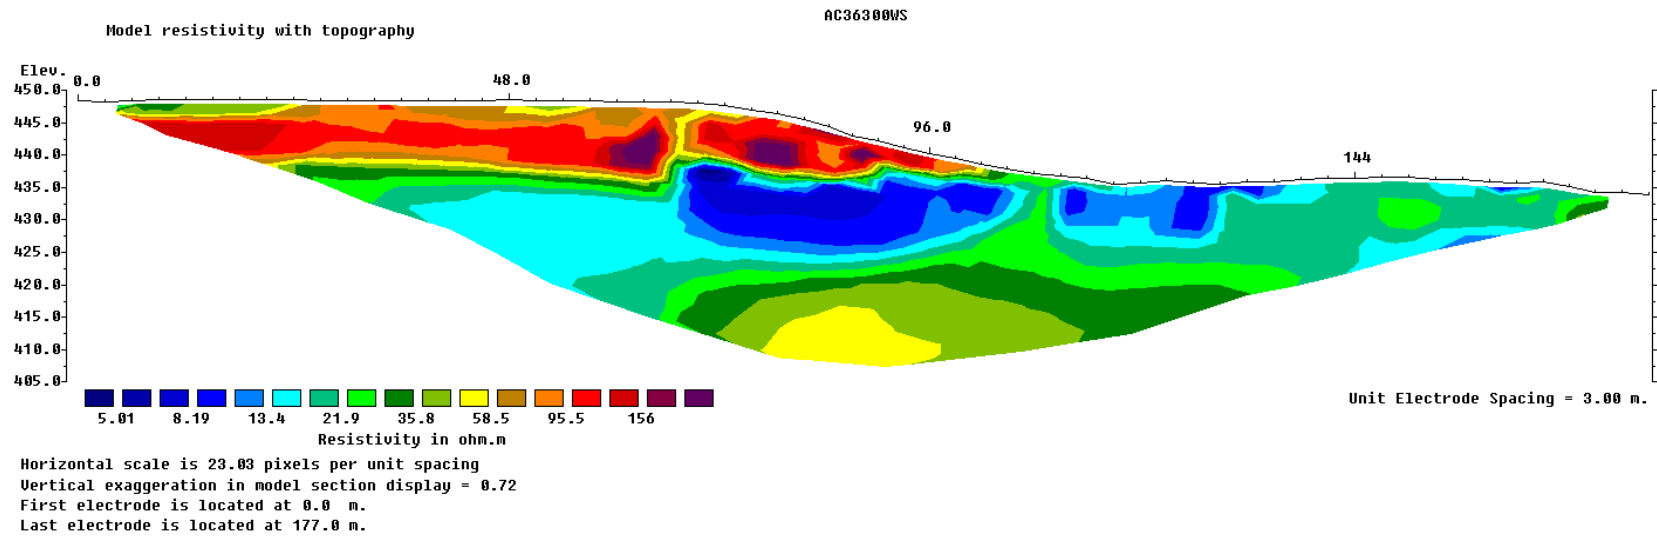 AC36300WS
Model resistivity with topography
Elev.
0.0 48.0 96.0 144
450.0
445.0
440.0
435.0
430.0
425.0
420.0
415.0
410.0
405.0
5.01 8.19 13.4 21.9 35.8 58.5 95.5 156
Resistivity in ohm.m
Unit Electrode Spacing = 3.00 m.
Horizontal scale is 23.03 pixels per unit spacing
Vertical exaggeration in model section display = 0.72
First electrode is located at 0.0 m.
Last electrode is located at 177.0 m.